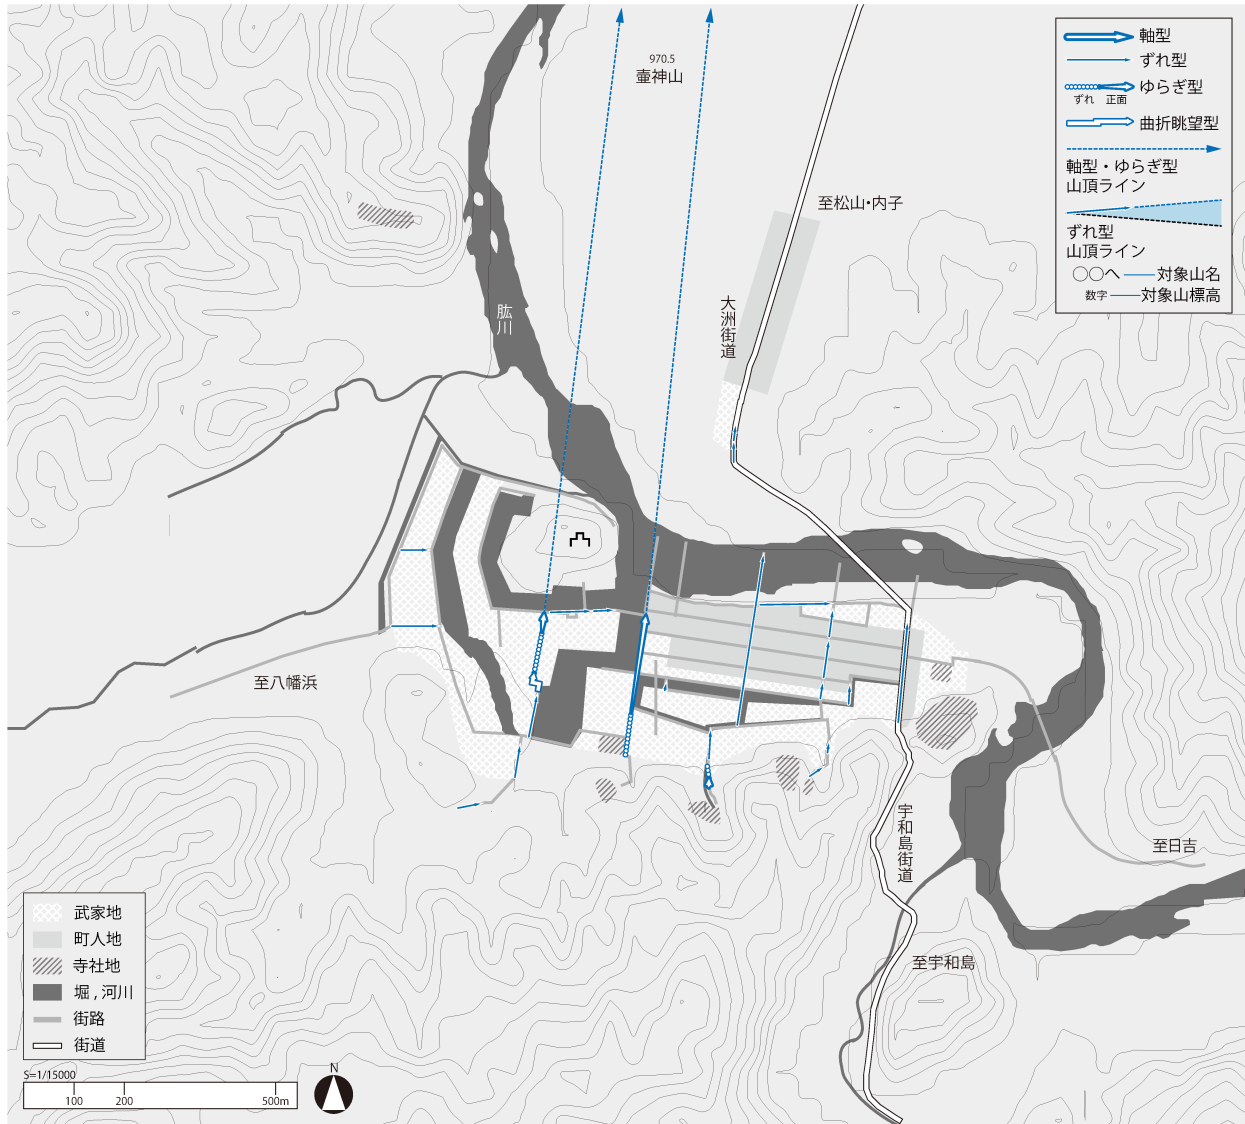 970.5
壷神山
至松山・内子
大洲街道
肱川
至八幡浜
宇和島街道
至日吉
至宇和島
軸型
ずれ型
ゆらぎ型
ずれ 正面
曲折眺望型
軸型・ゆらぎ型
山頂ライン
ずれ型
山頂ライン
〇〇へ 対象山名
数字 対象山標高
武家地
町人地
寺社地
堀,河川
街路
街道
S=1/15000
100 200 500m
N